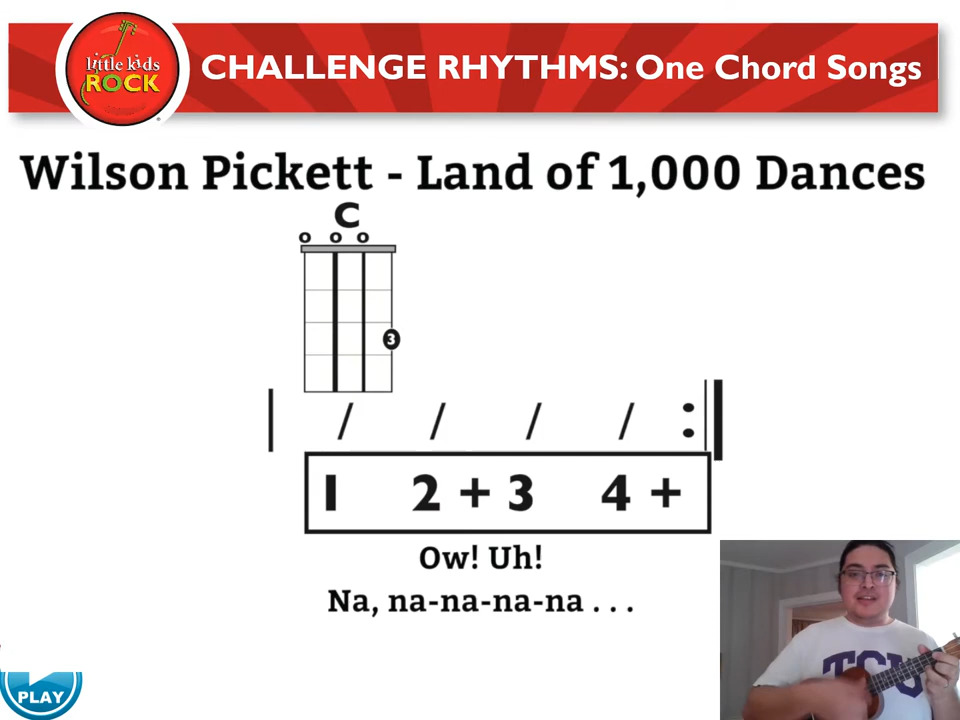 little kids
ROCK
CHALLENGE RHYTHMS: One Chord Songs
Wilson Pickett - Land of 1,000 Dances
C
o o o
3
| / / / / :|
1 2 + 3 4 +
Ow! Uh!
Na, na-na-na-na . . .
TCU
PLAY